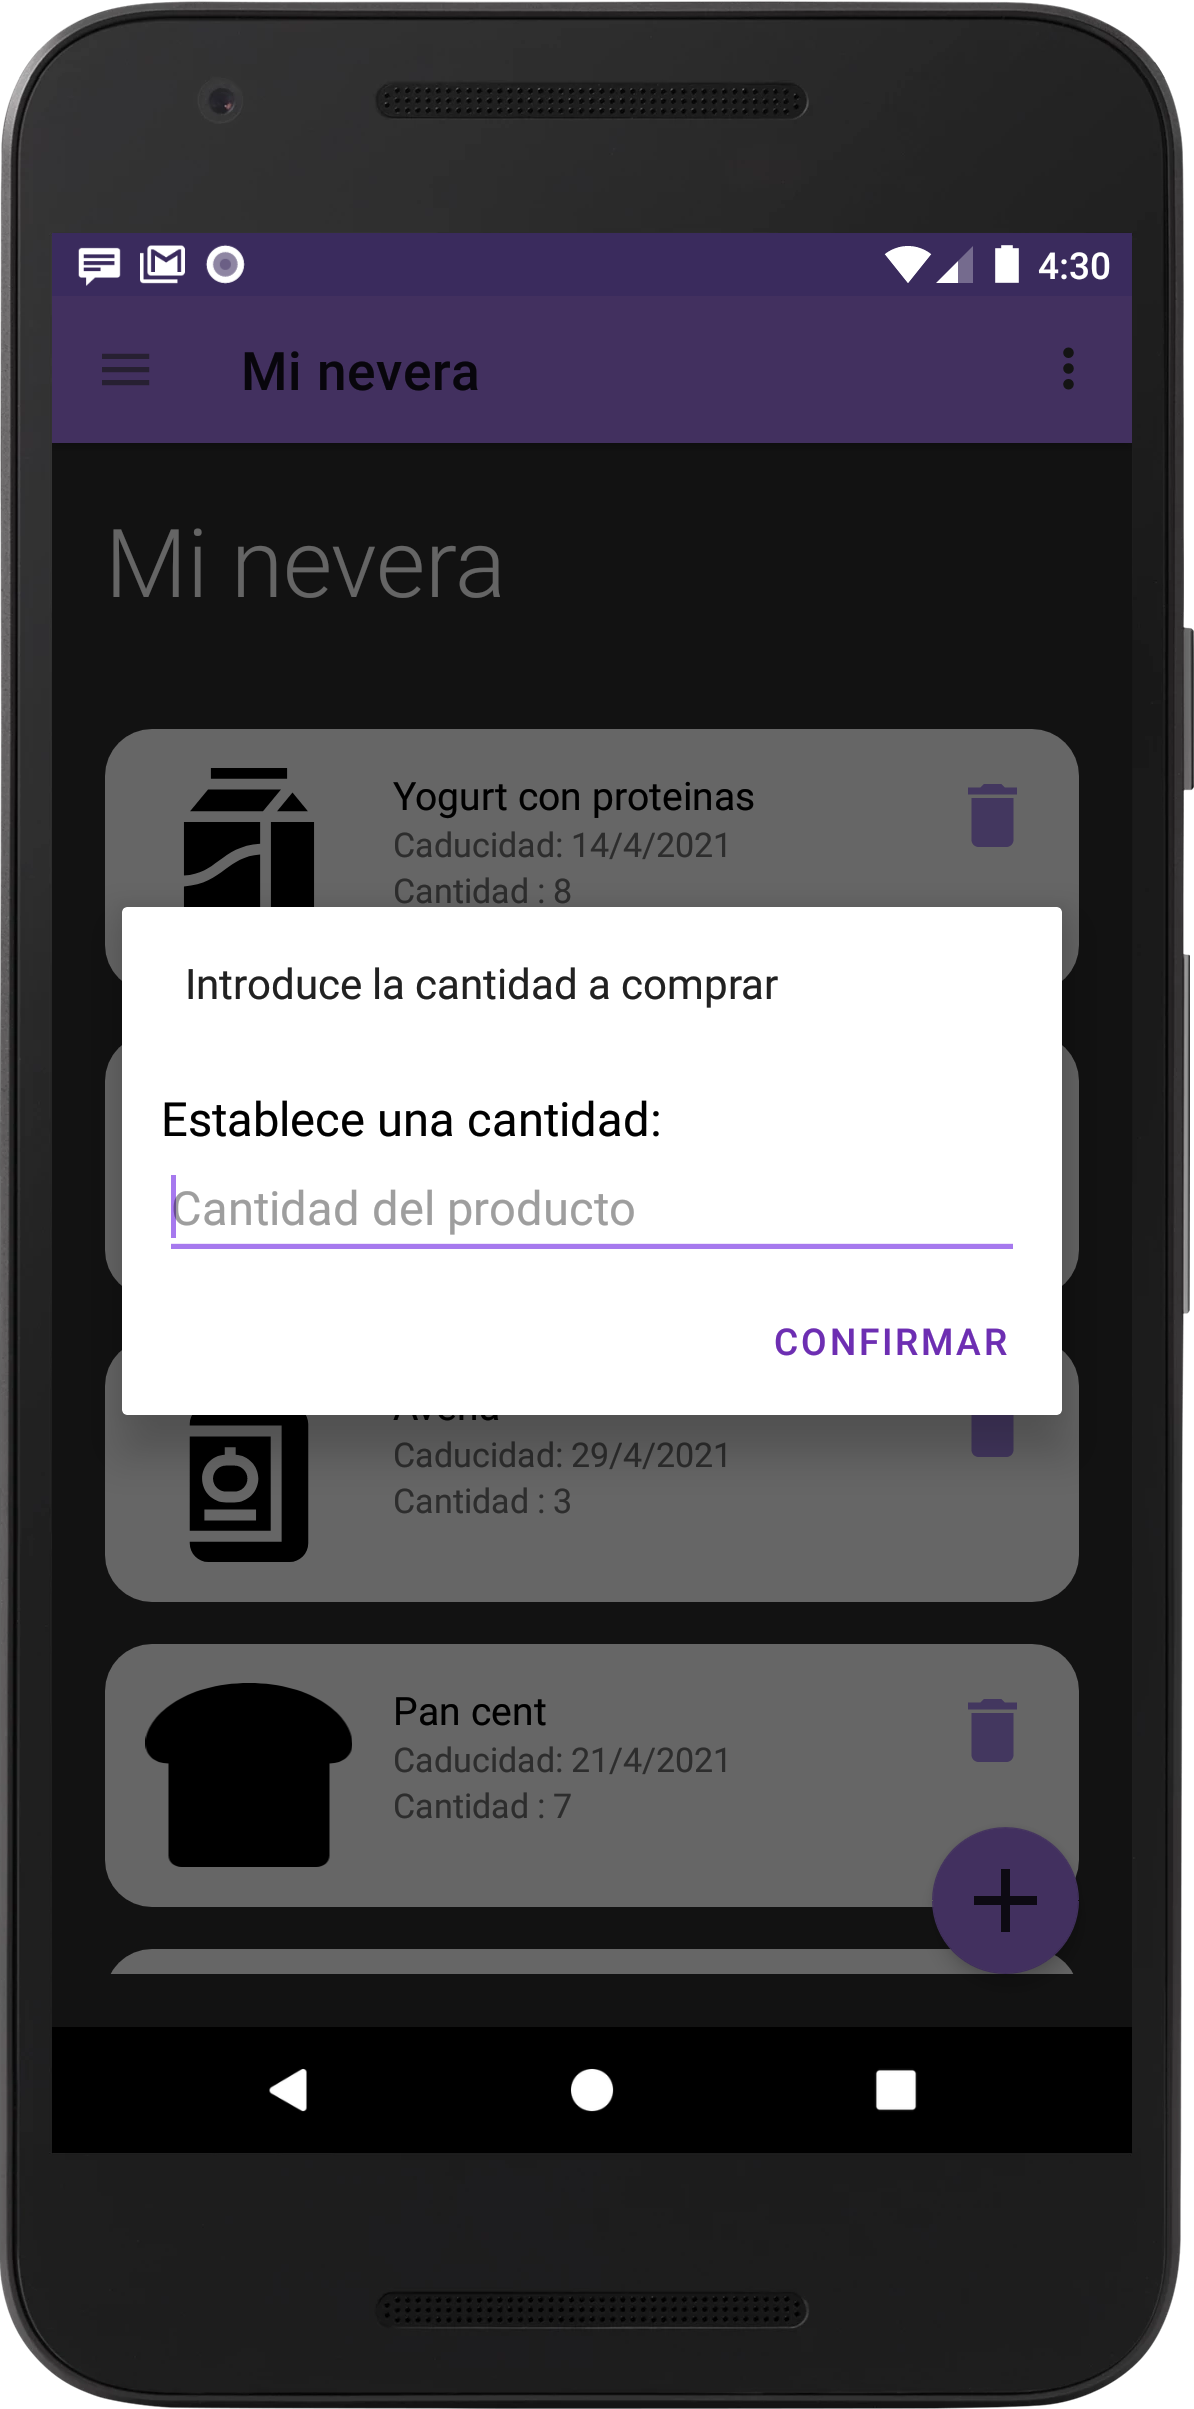 4:30
Mi nevera
Mi nevera
Yogurt con proteinas
Caducidad: 14/4/2021
Cantidad : 8
Introduce la cantidad a comprar
Establece una cantidad:
Cantidad del producto
CONFIRMAR
Caducidad: 29/4/2021
Cantidad : 3
Pan cent
Caducidad: 21/4/2021
Cantidad : 7